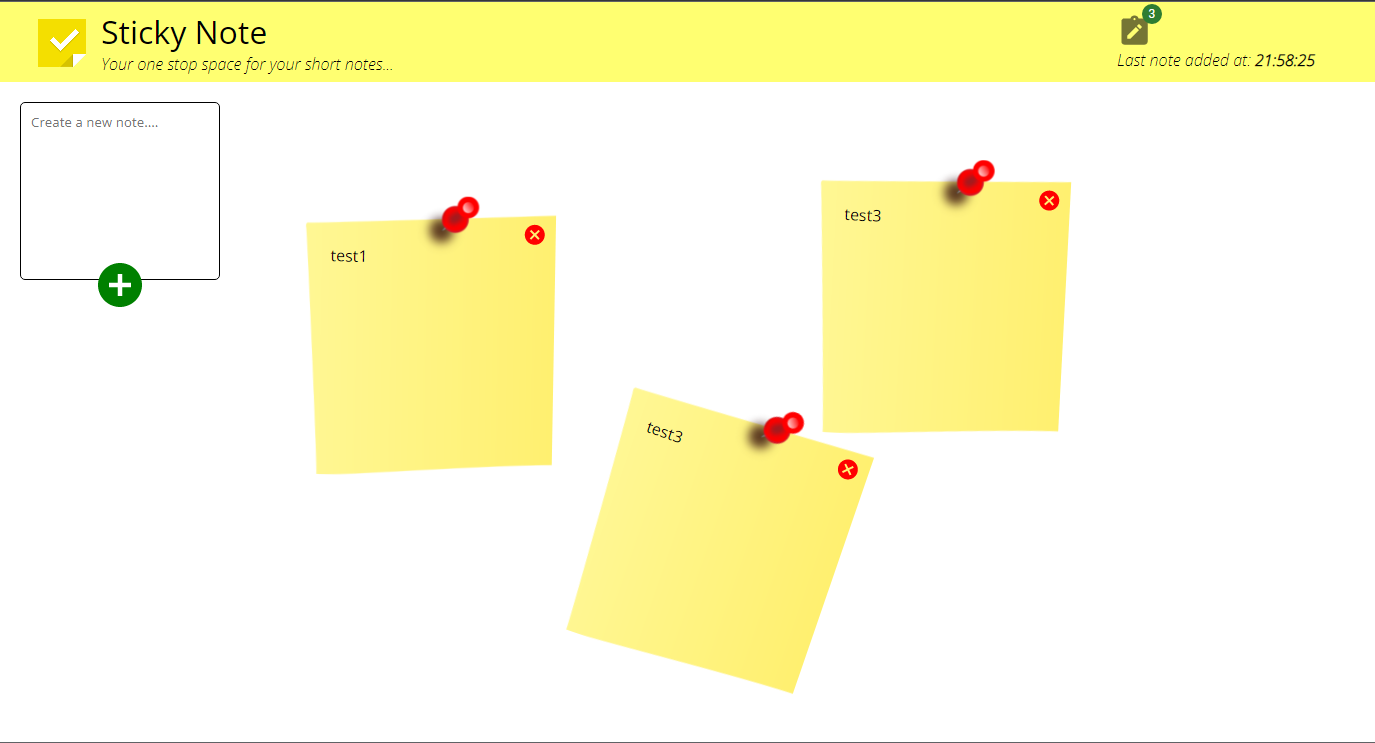 Sticky Note
Your one stop space for your short notes...
3
Last note added at: 21:58:25
Create a new note....
test1
test3
test3